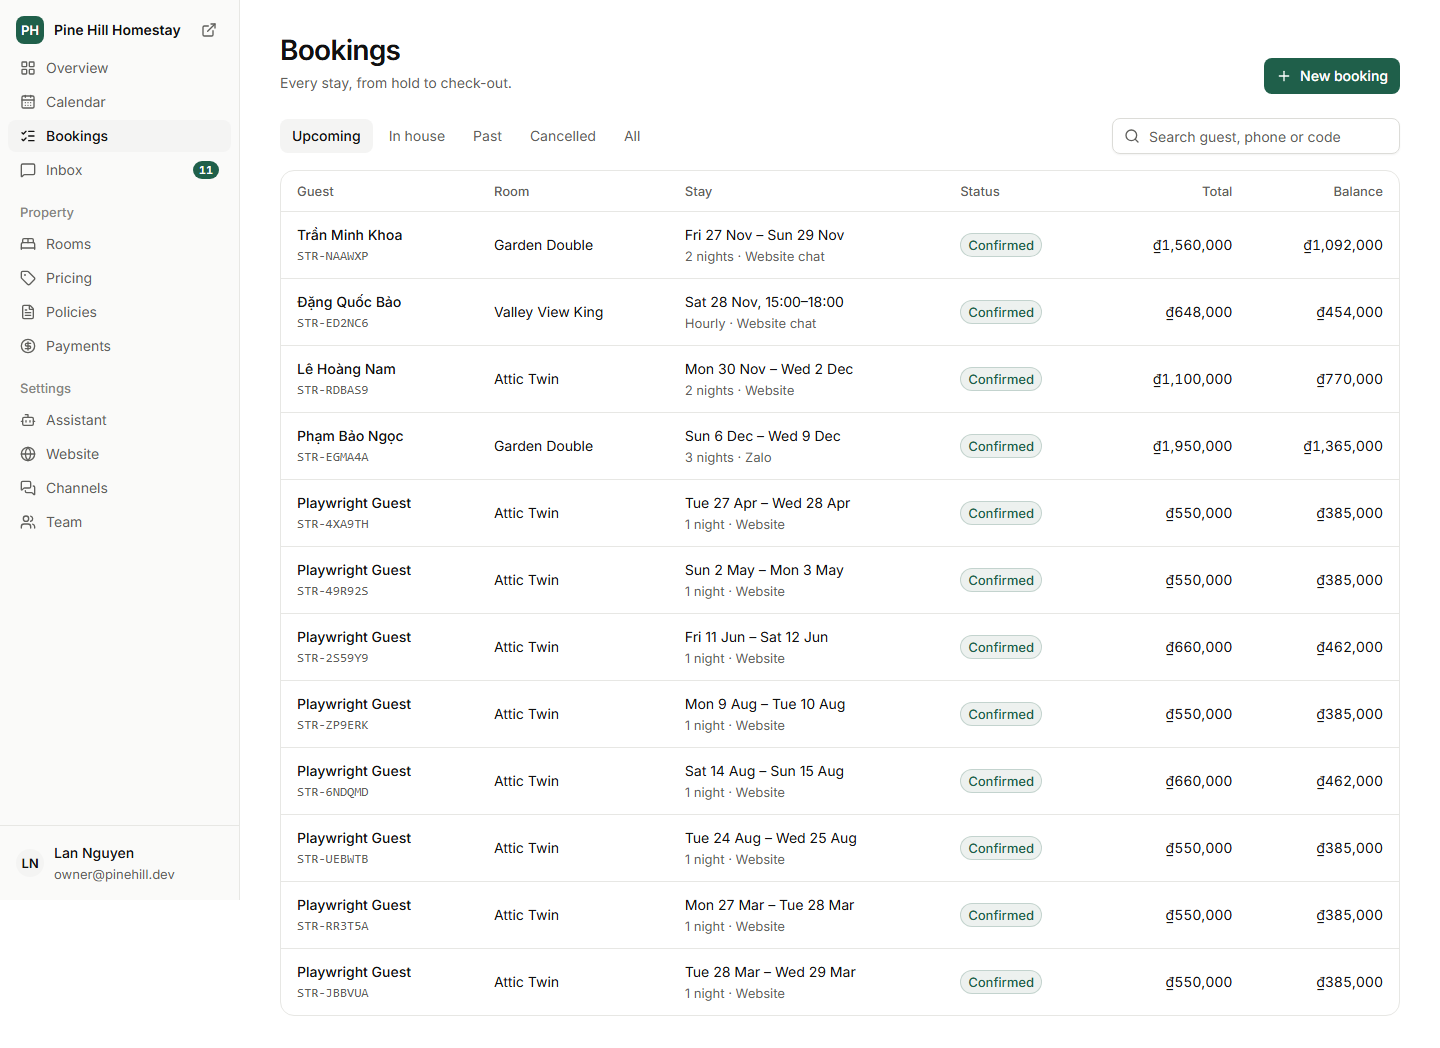 PH Pine Hill Homestay
Overview
Calendar
Bookings
Inbox 11
Property
Rooms
Pricing
Policies
Payments
Settings
Assistant
Website
Channels
Team
LN
Lan Nguyen
owner@pinehill.dev
Bookings
Every stay, from hold to check-out.
New booking
Upcoming In house Past Cancelled All
Search guest, phone or code
Guest Room Stay Status Total Balance
Trần Minh Khoa Garden Double Fri 27 Nov – Sun 29 Nov Confirmed ₫1,560,000 ₫1,092,000
STR-NAAWXP 2 nights · Website chat
Đặng Quốc Bảo Valley View King Sat 28 Nov, 15:00–18:00 Confirmed ₫648,000 ₫454,000
STR-ED2NC6 Hourly · Website chat
Lê Hoàng Nam Attic Twin Mon 30 Nov – Wed 2 Dec Confirmed ₫1,100,000 ₫770,000
STR-RDBAS9 2 nights · Website
Phạm Bảo Ngọc Garden Double Sun 6 Dec – Wed 9 Dec Confirmed ₫1,950,000 ₫1,365,000
STR-EGMA4A 3 nights · Zalo
Playwright Guest Attic Twin Tue 27 Apr – Wed 28 Apr Confirmed ₫550,000 ₫385,000
STR-4XA9TH 1 night · Website
Playwright Guest Attic Twin Sun 2 May – Mon 3 May Confirmed ₫550,000 ₫385,000
STR-49R92S 1 night · Website
Playwright Guest Attic Twin Fri 11 Jun – Sat 12 Jun Confirmed ₫660,000 ₫462,000
STR-2S59Y9 1 night · Website
Playwright Guest Attic Twin Mon 9 Aug – Tue 10 Aug Confirmed ₫550,000 ₫385,000
STR-ZP9ERK 1 night · Website
Playwright Guest Attic Twin Sat 14 Aug – Sun 15 Aug Confirmed ₫660,000 ₫462,000
STR-6NDQMD 1 night · Website
Playwright Guest Attic Twin Tue 24 Aug – Wed 25 Aug Confirmed ₫550,000 ₫385,000
STR-UEBWTB 1 night · Website
Playwright Guest Attic Twin Mon 27 Mar – Tue 28 Mar Confirmed ₫550,000 ₫385,000
STR-RR3T5A 1 night · Website
Playwright Guest Attic Twin Tue 28 Mar – Wed 29 Mar Confirmed ₫550,000 ₫385,000
STR-JBBVUA 1 night · Website